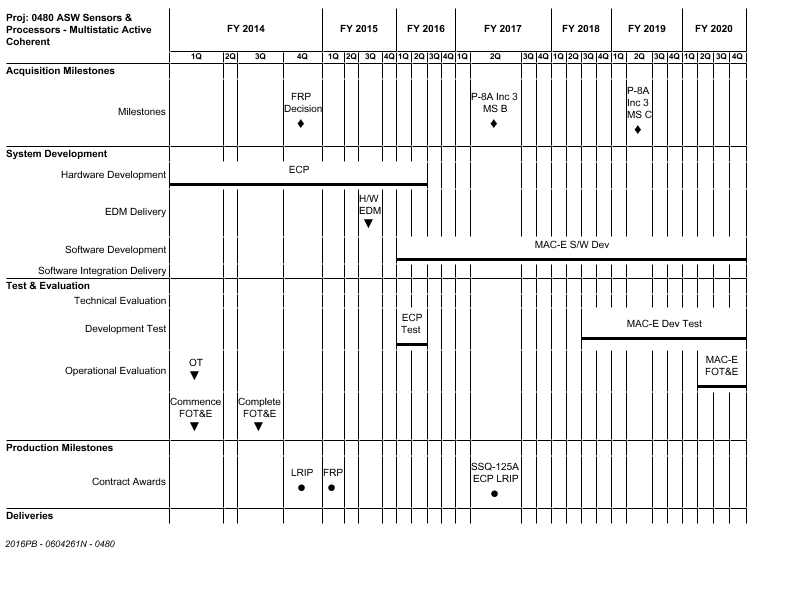 Proj: 0480 ASW Sensors &
Processors - Multistatic Active
Coherent
FY 2014 FY 2015 FY 2016 FY 2017 FY 2018 FY 2019 FY 2020
1Q 2Q 3Q 4Q 1Q 2Q 3Q 4Q 1Q 2Q 3Q 4Q 1Q 2Q 3Q 4Q 1Q 2Q 3Q 4Q 1Q 2Q 3Q 4Q 1Q 2Q 3Q 4Q
Acquisition Milestones
Milestones
FRP
Decision
P-8A Inc 3
MS B
P-8A
Inc 3
MS C
System Development
Hardware Development
ECP
EDM Delivery
H/W
EDM
Software Development
MAC-E S/W Dev
Software Integration Delivery
Test & Evaluation
Technical Evaluation
Development Test
ECP
Test
MAC-E Dev Test
Operational Evaluation
OT
MAC-E
FOT&E
Commence
FOT&E
Complete
FOT&E
Production Milestones
Contract Awards
LRIP
FRP
SSQ-125A
ECP LRIP
Deliveries
2016PB - 0604261N - 0480